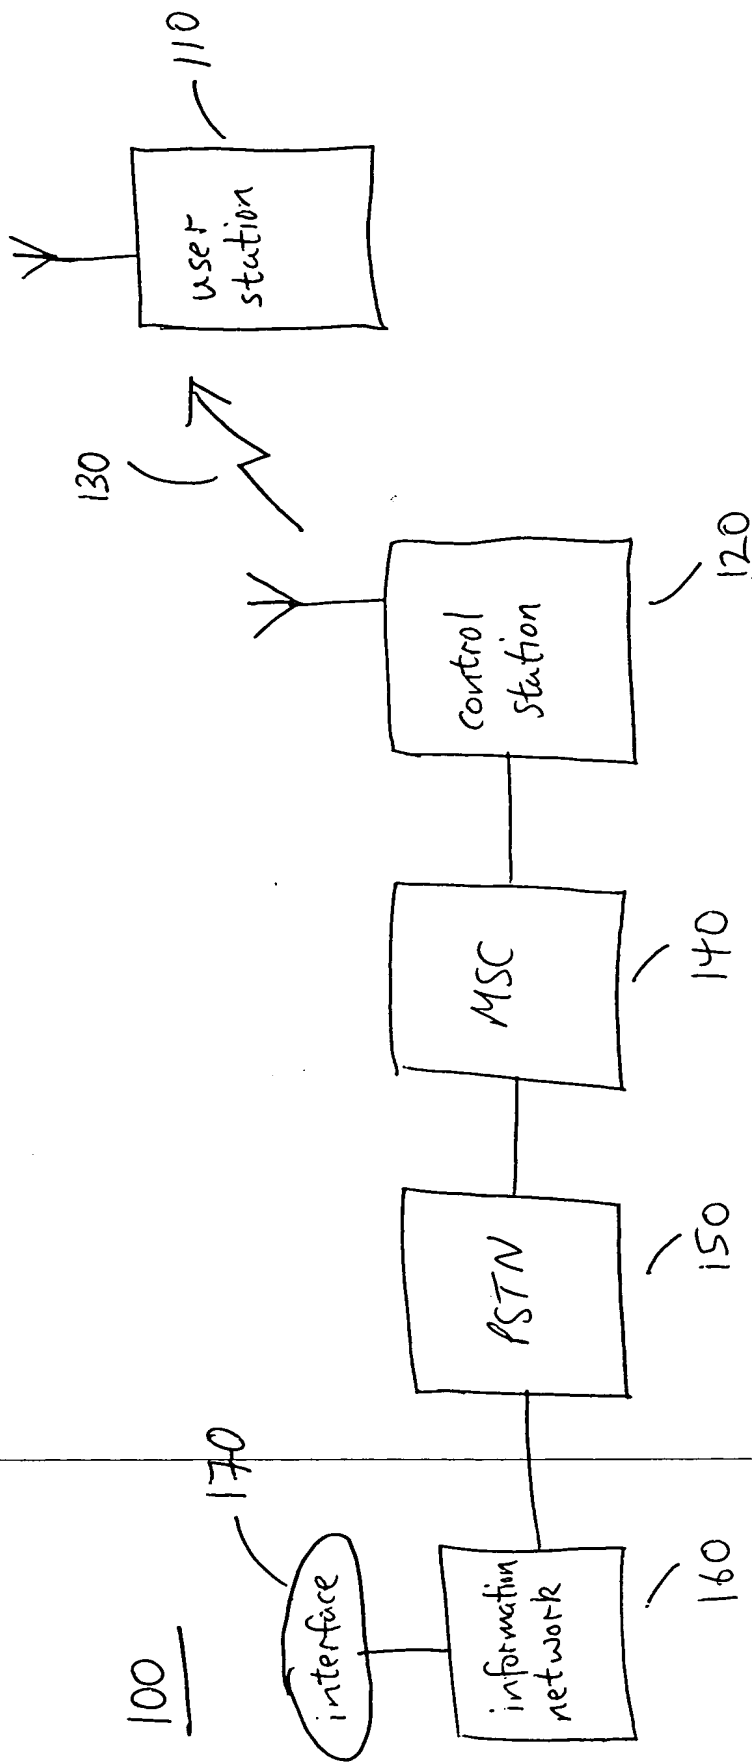 100
interface
170
information
network
160
PSTN
150
MSC
140
control
station
120
130
user
station
110